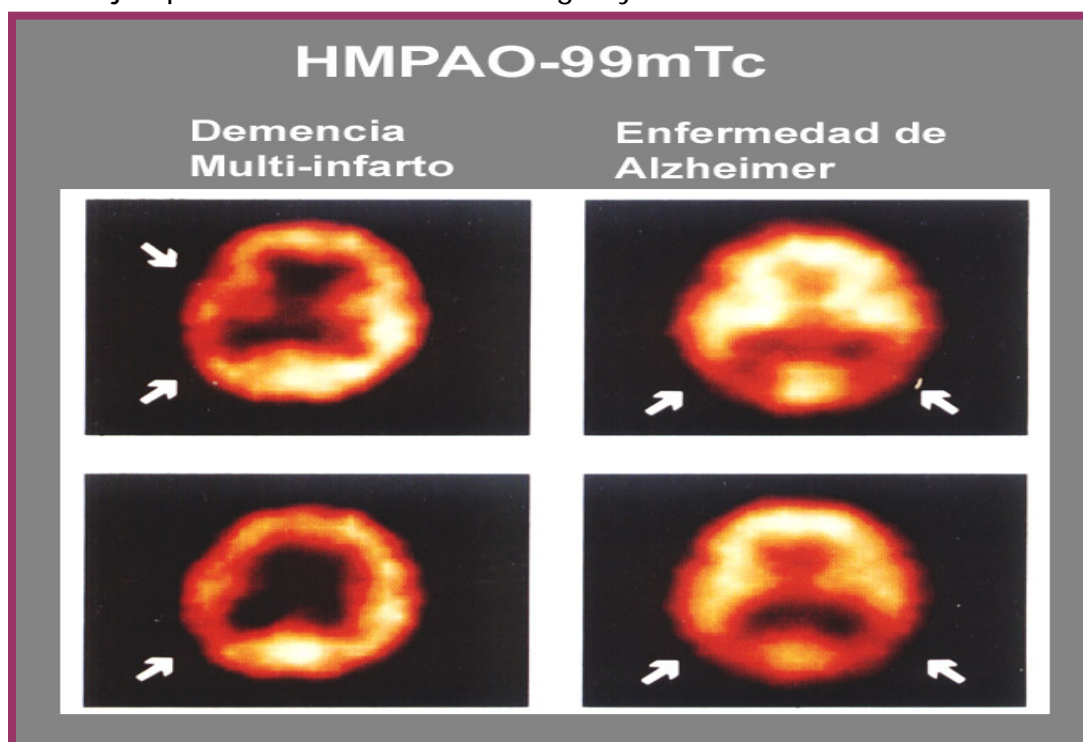 HMPAO-99mTc
Demencia
Multi-infarto
Enfermedad de
Alzheimer